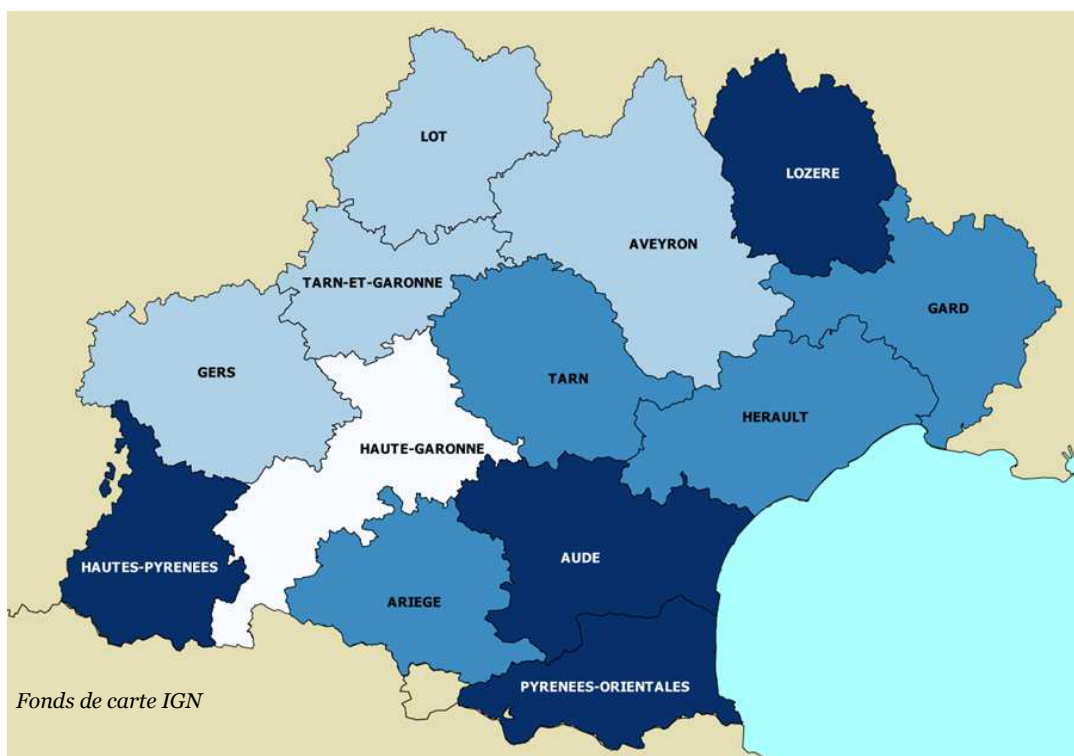 LOT
LOZERE
AVEYRON
TARN-ET-GARONNE
GARD
GERS
TARN
HERAULT
HAUTE-GARONNE
AUDE
HAUTES-PYRENEES
ARIEGE
PYRENEES-ORIENTALES
Fonds de carte IGN